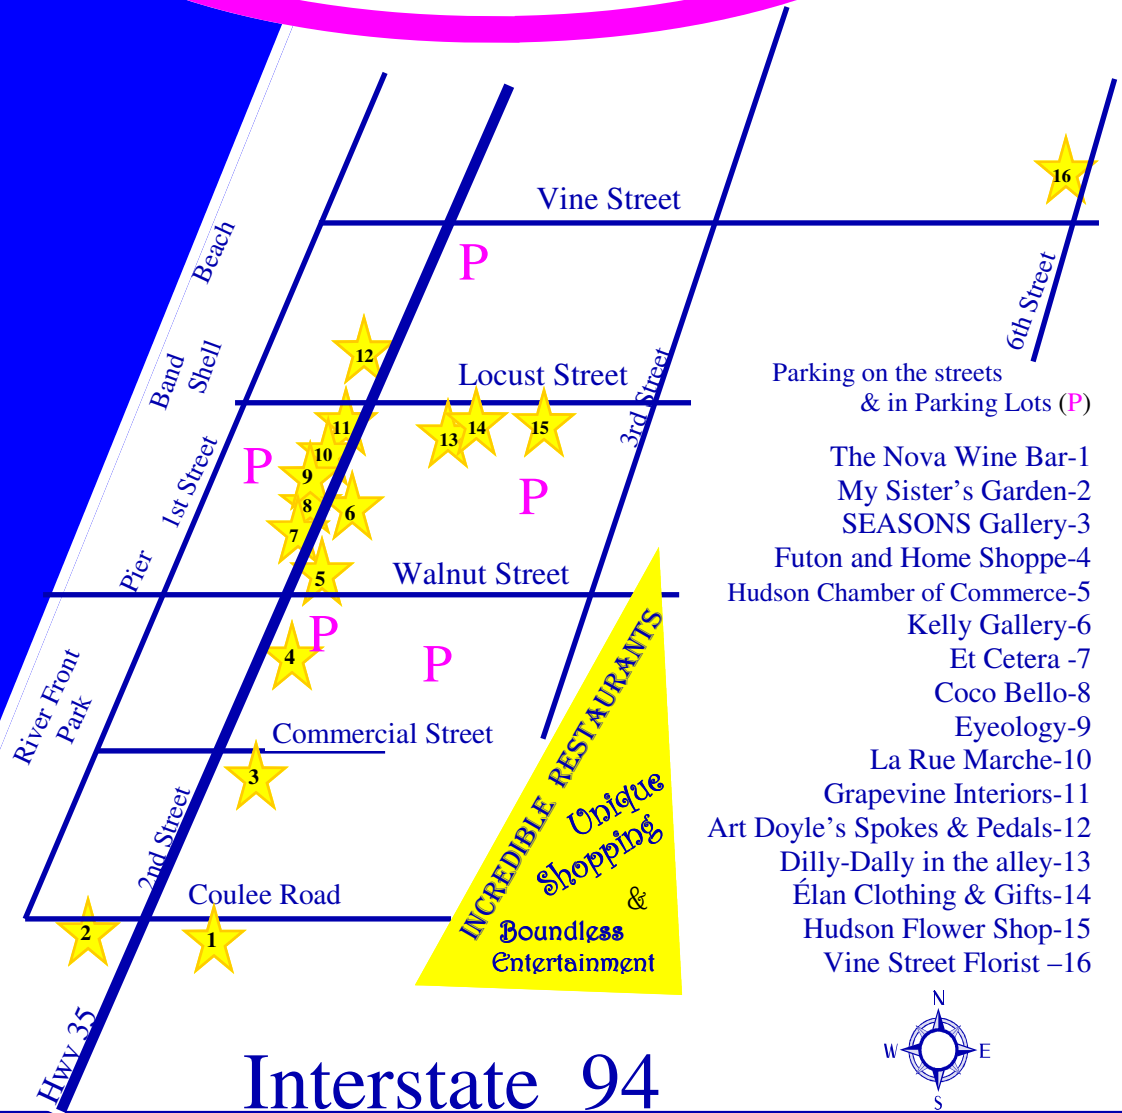 16
Vine Street
Beach
P
6th Street
12
Band
Shell
Locust Street
3rd Street
Parking on the streets
& in Parking Lots (P)
11
13
14
15
10
P
9
1st Street
P
8
6
7
The Nova Wine Bar-1
My Sister’s Garden-2
SEASONS Gallery-3
Futon and Home Shoppe-4
Hudson Chamber of Commerce-5
Kelly Gallery-6
Et Cetera -7
Coco Bello-8
Eyeology-9
La Rue Marche-10
Grapevine Interiors-11
Art Doyle’s Spokes & Pedals-12
Dilly-Dally in the alley-13
Élan Clothing & Gifts-14
Hudson Flower Shop-15
Vine Street Florist –16
Pier
5
Walnut Street
P
4
P
River Front
Park
Commercial Street
3
2nd Street
Coulee Road
2
1
INCREDIBLE RESTAURANTS
Unique
Shopping
&
Boundless
Entertainment
Hwy 35
Interstate 94
N
W
E
S